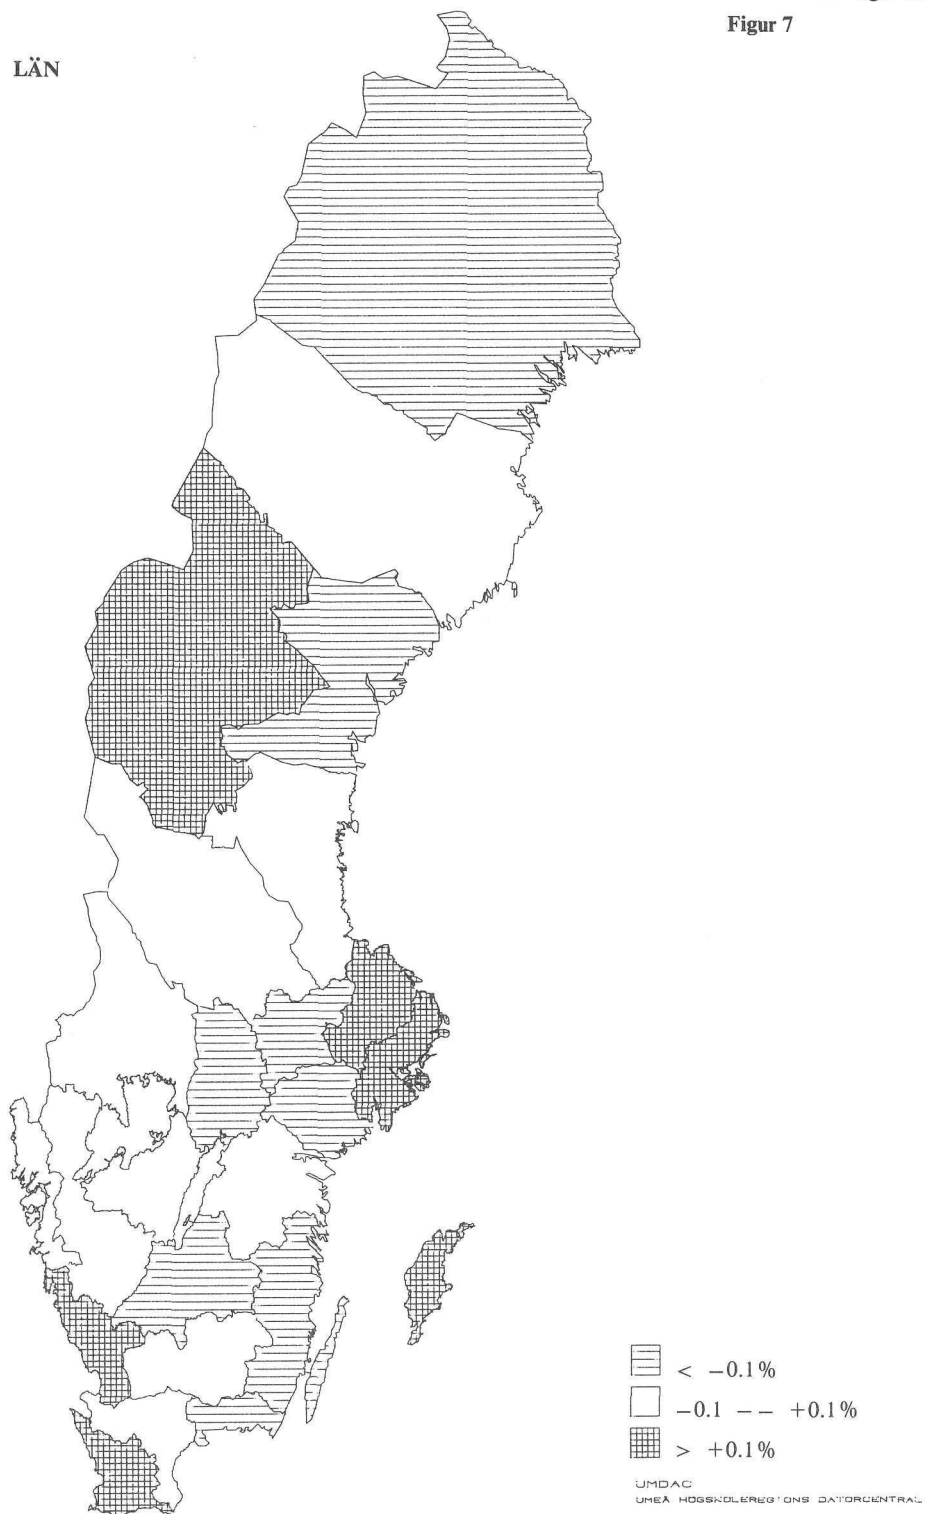 Figur 7
LÄN
< −0.1%
−0.1 −− +0.1%
> +0.1%
UMDAC
UMEÅ HÖGSKOLEREGIONS DATORCENTRAL